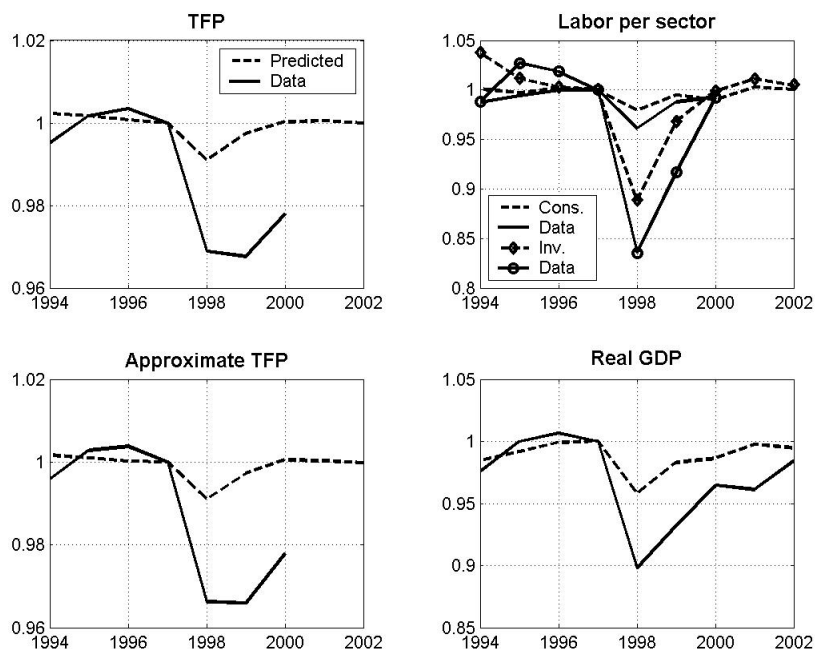 TFP
1.02
1
0.98
0.96
1994 1996 1998 2000 2002
Predicted
Data
Labor per sector
1.05
1
0.95
0.9
0.85
0.8
1994 1996 1998 2000 2002
Cons.
Data
Inv.
Data
Approximate TFP
1.02
1
0.98
0.96
1994 1996 1998 2000 2002
Real GDP
1.05
1
0.95
0.9
0.85
1994 1996 1998 2000 2002